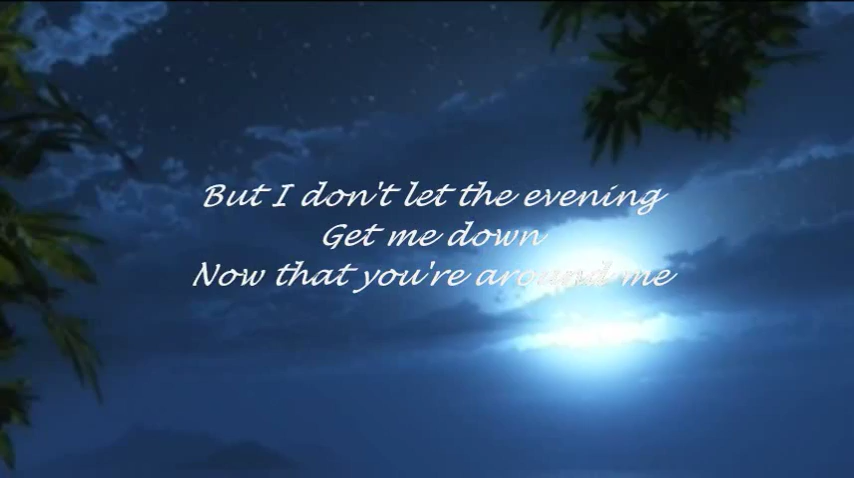 But I don't let the evening
Get me down
Now that you're around me